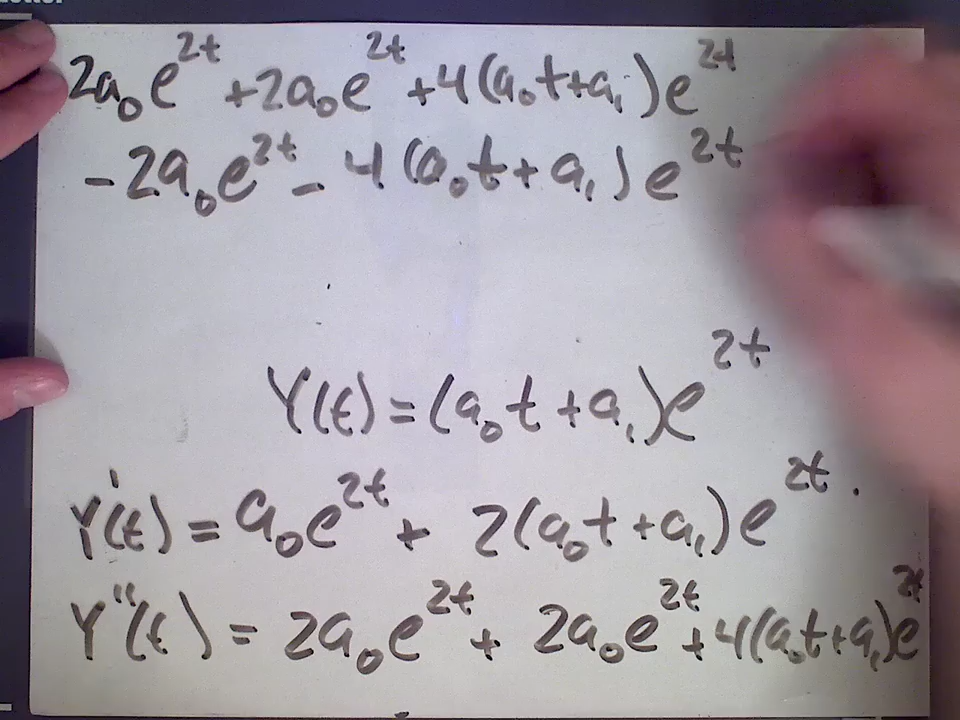 2a₀e^{2t} + 2a₀e^{2t} + 4(a₀t + a₁)e^{2t}
- 2a₀e^{2t} - 4(a₀t + a₁)e^{2t}
Y(t) = (a₀t + a₁)e^{2t}
Y'(t) = a₀e^{2t} + 2(a₀t + a₁)e^{2t}.
Y''(t) = 2a₀e^{2t} + 2a₀e^{2t} + 4(a₀t + a₁)e^{2t}